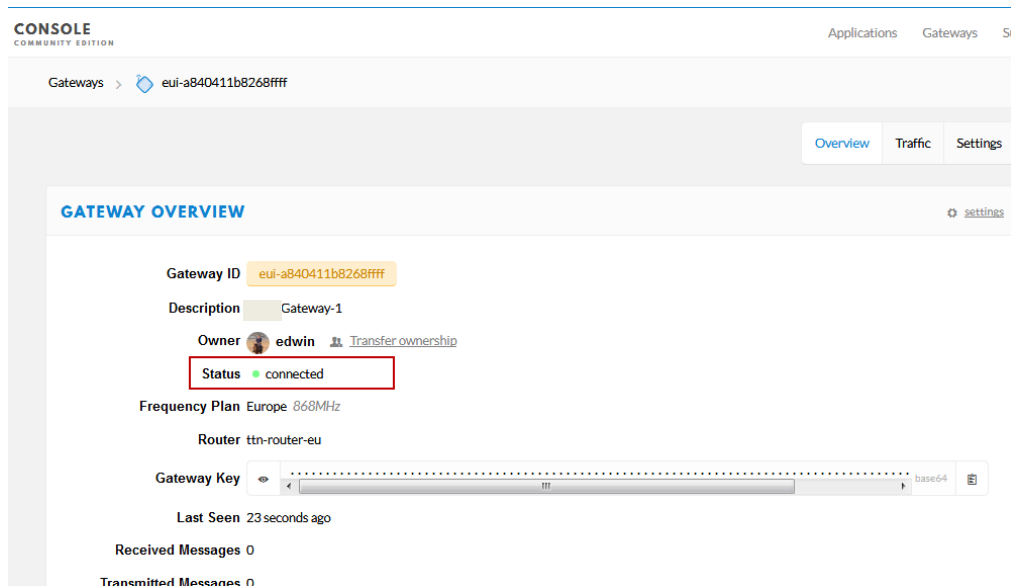 CONSOLE
COMMUNITY EDITION
Applications Gateways
Gateways > eui-a840411b8268ffff
Overview Traffic Settings
GATEWAY OVERVIEW settings
Gateway ID eui-a840411b8268ffff
Description Gateway-1
Owner edwin Transfer ownership
Status connected
Frequency Plan Europe 868MHz
Router ttn-router-eu
Gateway Key base64
Last Seen 23 seconds ago
Received Messages 0
Transmitted Messages 0